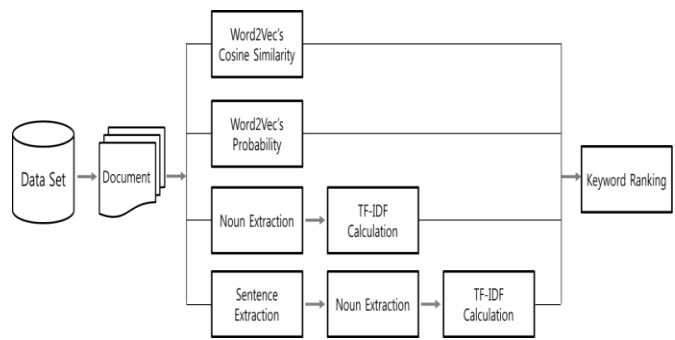 Data Set
Document
Word2Vec's
Cosine Similarity
Word2Vec's
Probability
Noun Extraction
TF-IDF
Calculation
Sentence
Extraction
Noun Extraction
TF-IDF
Calculation
Keyword Ranking